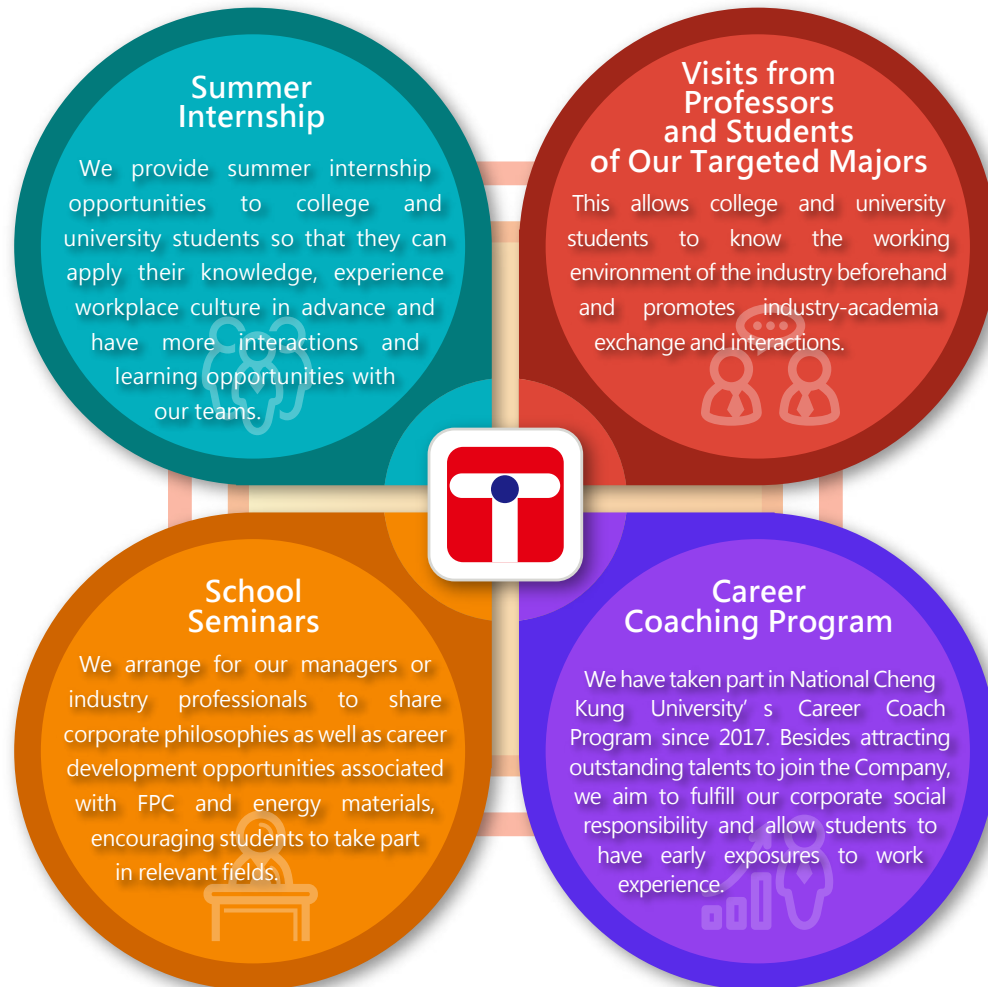 Summer
Internship
We provide summer internship
opportunities to college and
university students so that they can
apply their knowledge, experience
workplace culture in advance and
have more interactions and
learning opportunities with
our teams.
Visits from
Professors
and Students
of Our Targeted Majors
This allows college and university
students to know the working
environment of the industry beforehand
and promotes industry-academia
exchange and interactions.
School
Seminars
We arrange for our managers or
industry professionals to share
corporate philosophies as well as career
development opportunities associated
with FPC and energy materials,
encouraging students to take part
in relevant fields.
Career
Coaching Program
We have taken part in National Cheng
Kung University' s Career Coach
Program since 2017. Besides attracting
outstanding talents to join the Company,
we aim to fulfill our corporate social
responsibility and allow students to
have early exposures to work
experience.